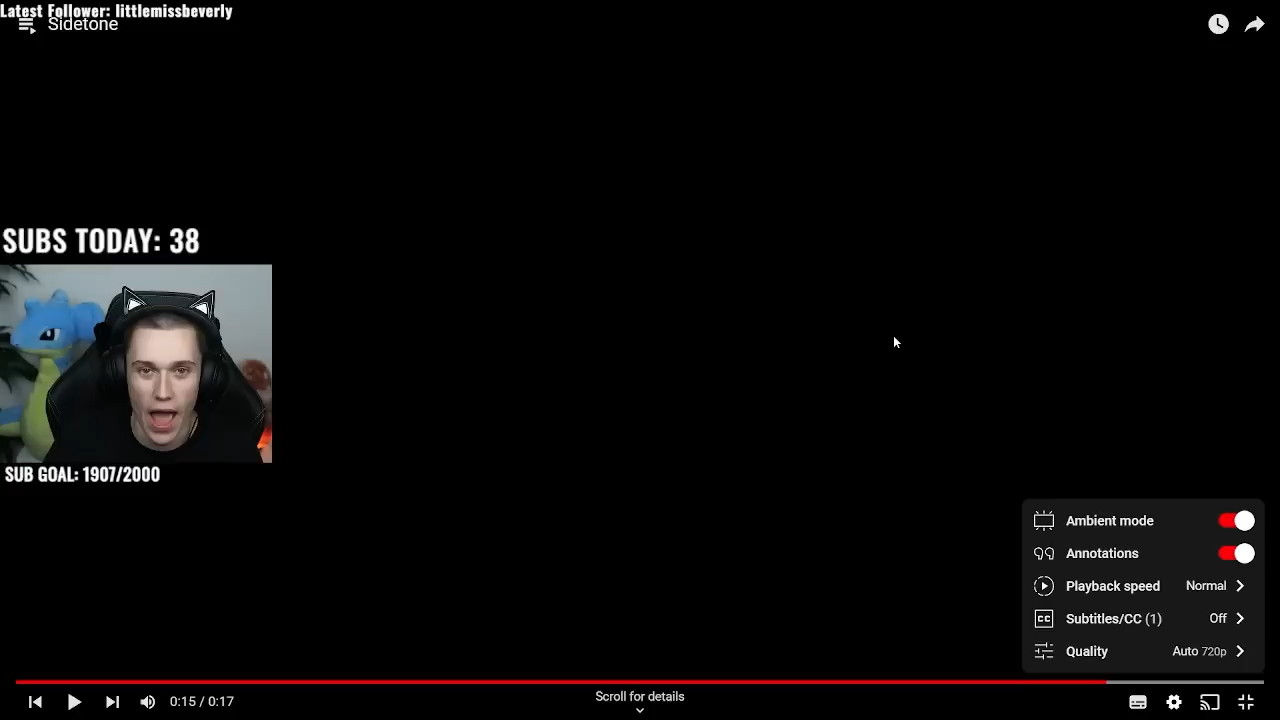 Latest Follower: littlemissbeverly
Sidetone
SUBS TODAY: 38
SUB GOAL: 1907/2000
Ambient mode
Annotations
Playback speed Normal
Subtitles/CC (1) Off
Quality Auto 720p
0:15 / 0:17
Scroll for details